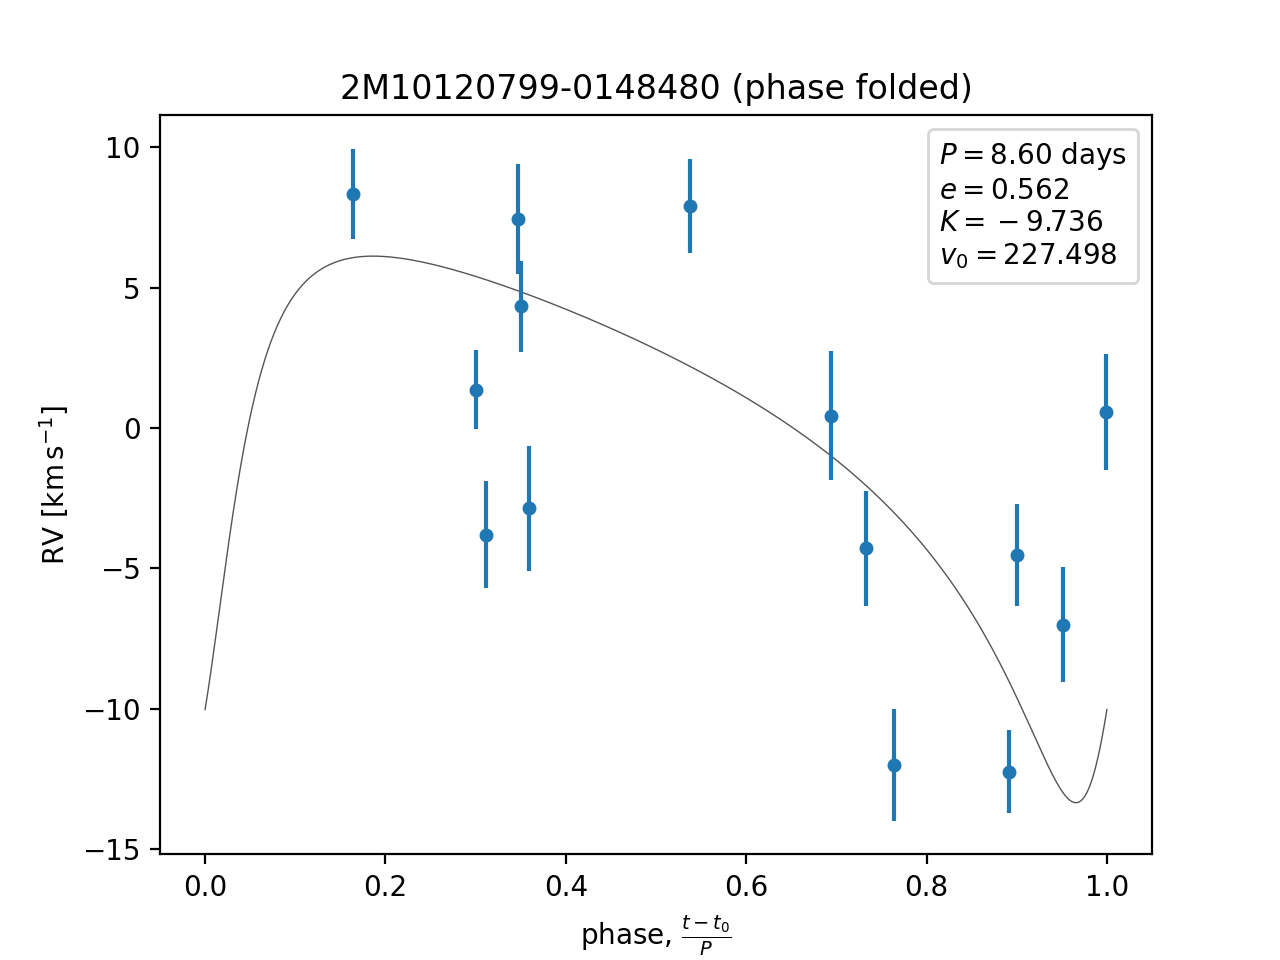 2M10120799-0148480 (phase folded)
P = 8.60 days
e = 0.562
K = −9.736
v₀ = 227.498
RV [km s⁻¹]
10
5
0
−5
−10
−15
0.0 0.2 0.4 0.6 0.8 1.0
phase, (t − t₀)/P